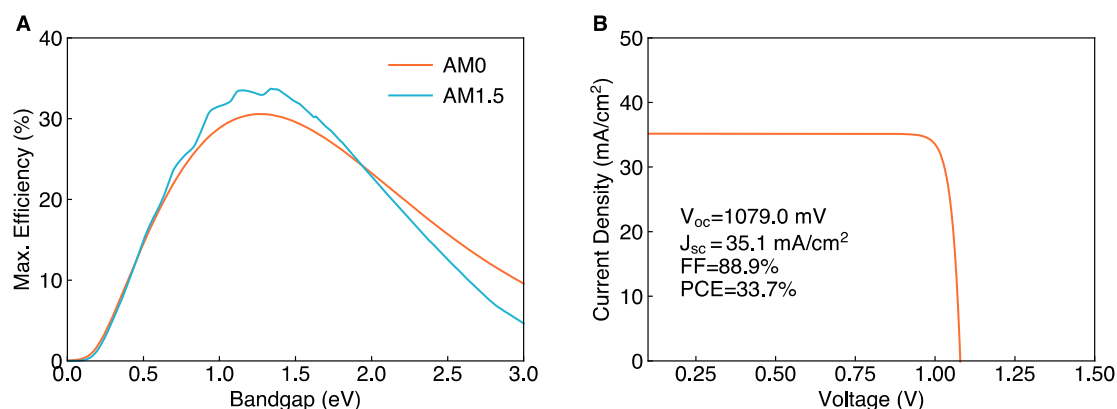 A
Max. Efficiency (%)
40
30
20
10
0
0.0 0.5 1.0 1.5 2.0 2.5 3.0
Bandgap (eV)
AM0
AM1.5
B
Current Density (mA/cm²)
50
40
30
20
10
0
0.25 0.50 0.75 1.00 1.25 1.50
Voltage (V)
Voc=1079.0 mV
Jsc=35.1 mA/cm²
FF=88.9%
PCE=33.7%